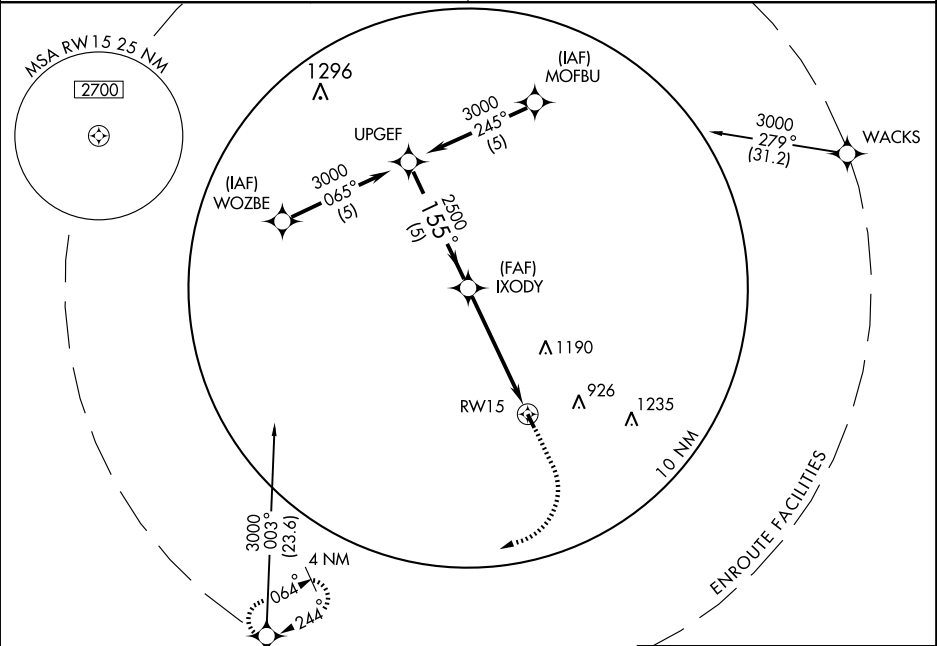 MSA RW15 25 NM
2700
1296
(IAF)
MOFBU
3000
245°
(5)
UPGEF
3000
279°
(31.2)
WACKS
(IAF)
WOZBE
3000
065°
(5)
2500
155°
(5)
(FAF)
IXODY
1190
926
1235
RW15
10 NM
ENROUTE FACILITIES
3000
003°
(23.6)
4 NM
064°
244°